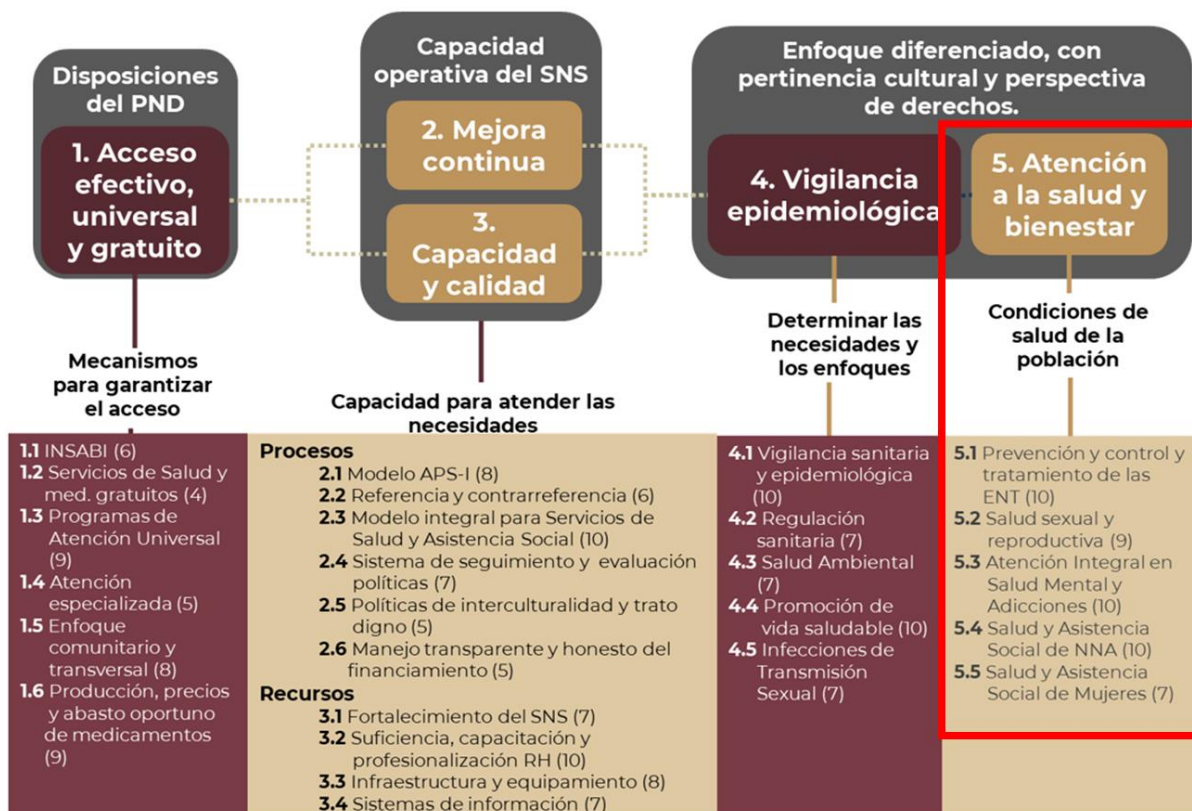 Disposiciones
del PND
1. Acceso
efectivo,
universal
y gratuito
Mecanismos
para garantizar
el acceso
1.1 INSABI (6)
1.2 Servicios de Salud y
med. gratuitos (4)
1.3 Programas de
Atención Universal
(9)
1.4 Atención
especializada (5)
1.5 Enfoque
comunitario y
transversal (8)
1.6 Producción, precios
y abasto oportuno
de medicamentos
(9)
Capacidad
operativa del SNS
2. Mejora
continua
3.
Capacidad
y calidad
Capacidad para atender las
necesidades
Procesos
2.1 Modelo APS-I (8)
2.2 Referencia y contrarreferencia (6)
2.3 Modelo integral para Servicios de
Salud y Asistencia Social (10)
2.4 Sistema de seguimiento y evaluación
políticas (7)
2.5 Políticas de interculturalidad y trato
digno (5)
2.6 Manejo transparente y honesto del
financiamiento (5)
Recursos
3.1 Fortalecimiento del SNS (7)
3.2 Suficiencia, capacitación y
profesionalización RH (10)
3.3 Infraestructura y equipamiento (8)
3.4 Sistemas de información (7)
Enfoque diferenciado, con
pertinencia cultural y perspectiva
de derechos.
4. Vigilancia
epidemiológica
Determinar las
necesidades y
los enfoques
4.1 Vigilancia sanitaria
y epidemiológica
(10)
4.2 Regulación
sanitaria (7)
4.3 Salud Ambiental
(7)
4.4 Promoción de
vida saludable (10)
4.5 Infecciones de
Transmisión
Sexual (7)
5. Atención
a la salud y
bienestar
Condiciones de
salud de la
población
5.1 Prevención y control y
tratamiento de las
ENT (10)
5.2 Salud sexual y
reproductiva (9)
5.3 Atención Integral en
Salud Mental y
Adicciones (10)
5.4 Salud y Asistencia
Social de NNA (10)
5.5 Salud y Asistencia
Social de Mujeres (7)